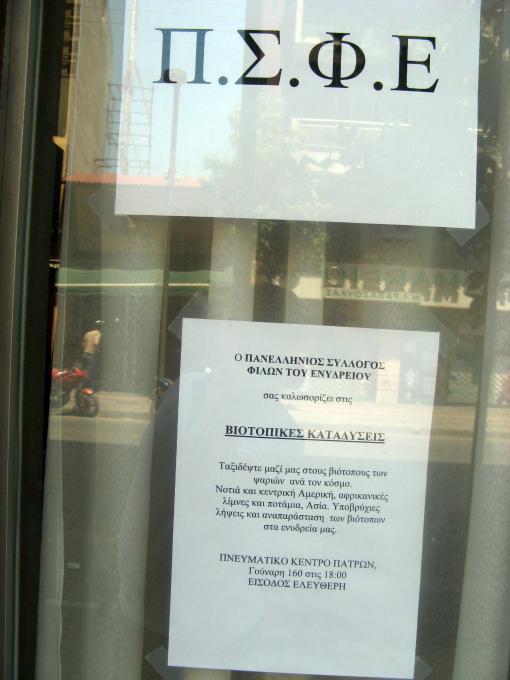 Π.Σ.Φ.Ε
Ο ΠΑΝΕΛΛΗΝΙΟΣ ΣΥΛΛΟΓΟΣ
ΦΙΛΩΝ ΤΟΥ ΕΝΥΔΡΕΙΟΥ
σας καλωσορίζει στις
ΒΙΟΤΟΠΙΚΕΣ ΚΑΤΑΔΥΣΕΙΣ
Ταξιδέψτε μαζί μας στους βιότοπους των
ψαριών ανά τον κόσμο.
Νοτιά και κεντρική Αμερική, αφρικανικές
λίμνες και ποτάμια, Ασία. Υποβρύχιες
λήψεις και αναπαράσταση των βιότοπων
στα ενυδρεία μας.
ΠΝΕΥΜΑΤΙΚΟ ΚΕΝΤΡΟ ΠΑΤΡΩΝ,
Γούναρη 160 στις 18:00
ΕΙΣΟΔΟΣ ΕΛΕΥΘΕΡΗ